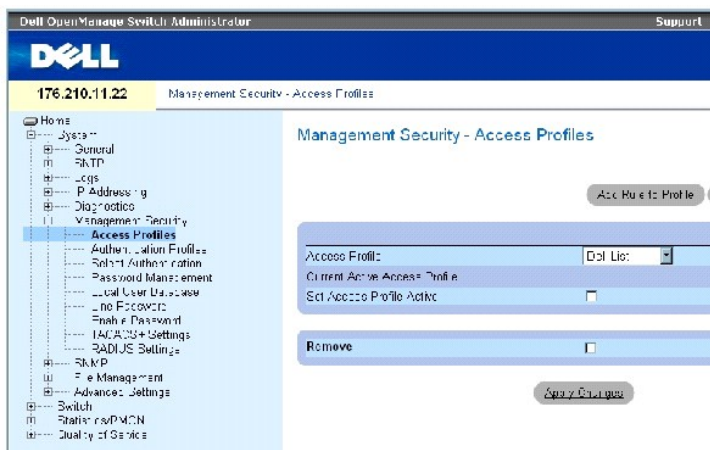 Dell OpenManage Switch Administrator
Support
DELL
176.210.11.22
Management Security - Access Profiles
Home
System
General
SNTP
Logs
IP Addressing
Diagnostics
Management Security
Access Profiles
Authentication Profiles
Select Authentication
Password Management
Local User Database
Line Password
Enable Password
TACACS+ Settings
RADIUS Settings
SNMP
File Management
Advanced Settings
Switch
Statistics/RMON
Quality of Service
Management Security - Access Profiles
Add Rule to Profile
Access Profile
Dell List
Current Active Access Profile
Set Access Profile Active
Remove
Apply Changes